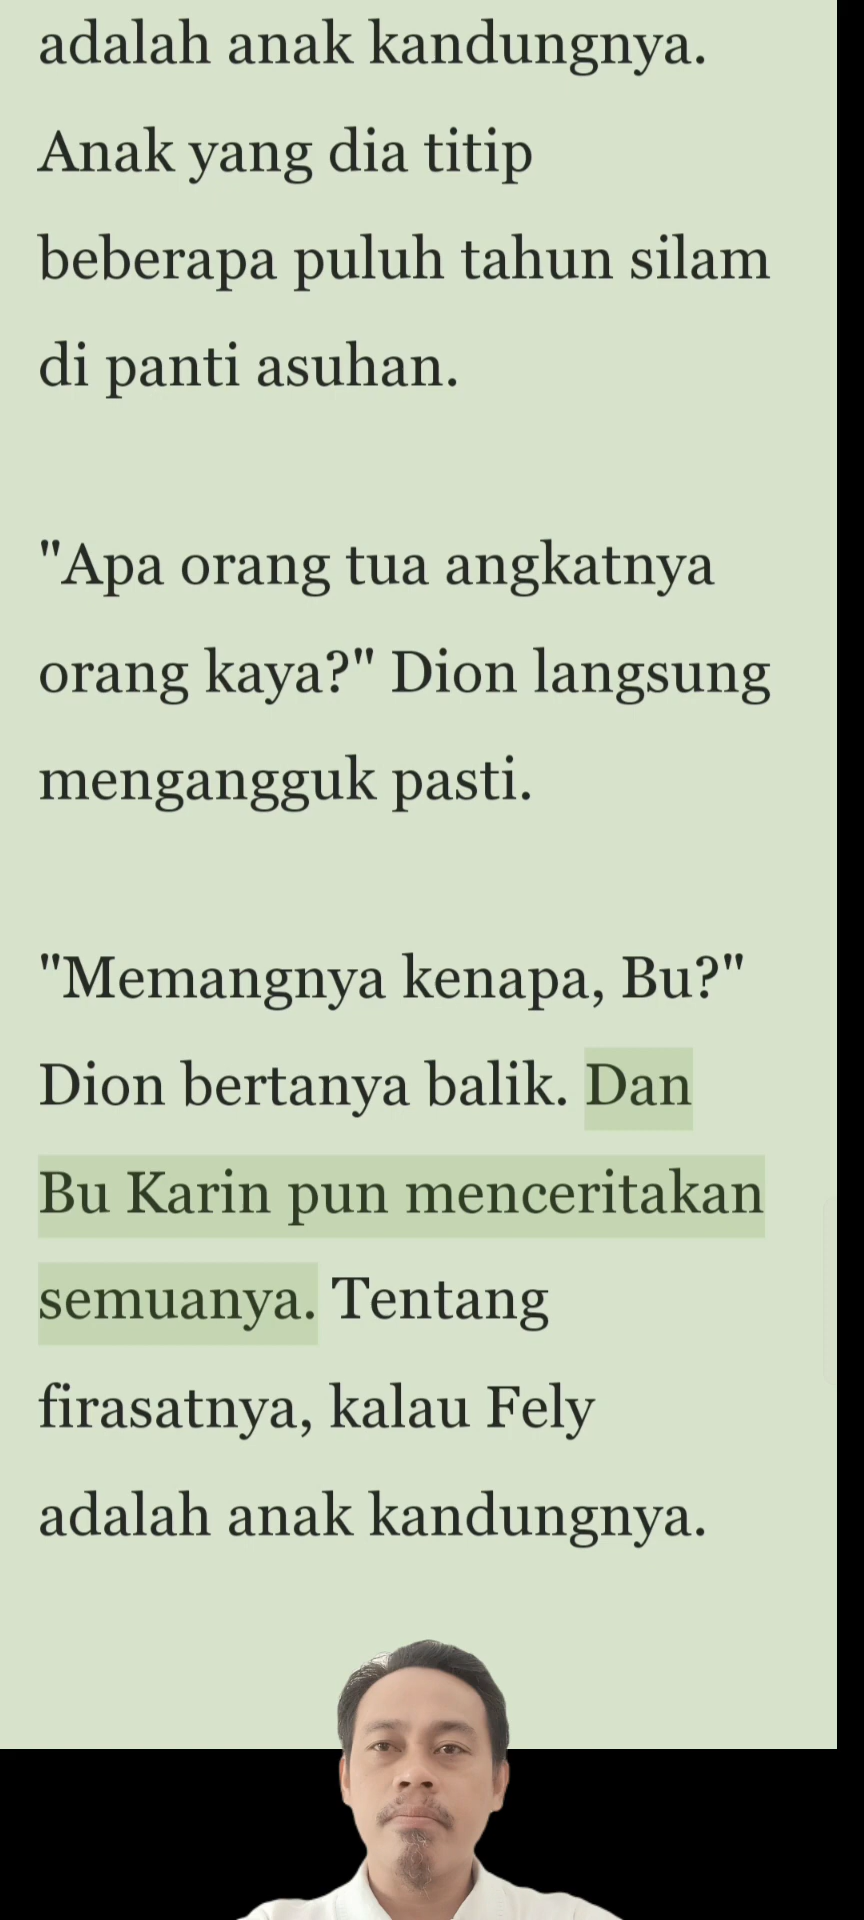 adalah anak kandungnya.
Anak yang dia titip
beberapa puluh tahun silam
di panti asuhan.
"Apa orang tua angkatnya
orang kaya?" Dion langsung
mengangguk pasti.
"Memangnya kenapa, Bu?"
Dion bertanya balik. Dan
Bu Karin pun menceritakan
semuanya. Tentang
firasatnya, kalau Fely
adalah anak kandungnya.